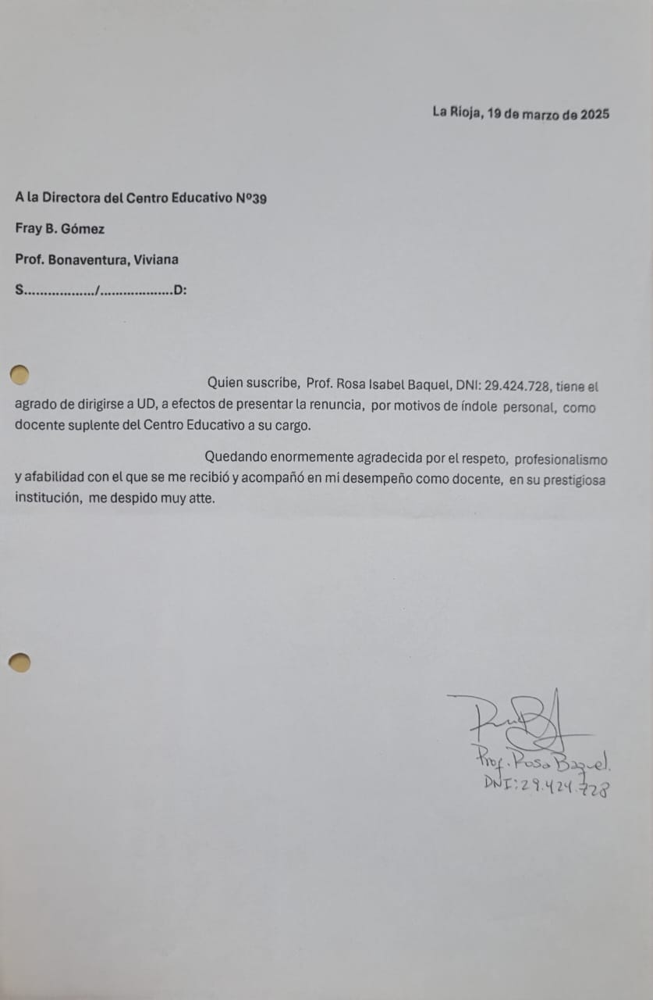 La Rioja, 19 de marzo de 2025
A la Directora del Centro Educativo Nº39
Fray B. Gómez
Prof. Bonaventura, Viviana
S................../..................D:
Quien suscribe, Prof. Rosa Isabel Baquel, DNI: 29.424.728, tiene el
agrado de dirigirse a UD, a efectos de presentar la renuncia, por motivos de índole personal, como
docente suplente del Centro Educativo a su cargo.
Quedando enormemente agradecida por el respeto, profesionalismo
y afabilidad con el que se me recibió y acompañó en mi desempeño como docente, en su prestigiosa
institución, me despido muy atte.
Prof. Rosa Baquel.
DNI: 29.424.728